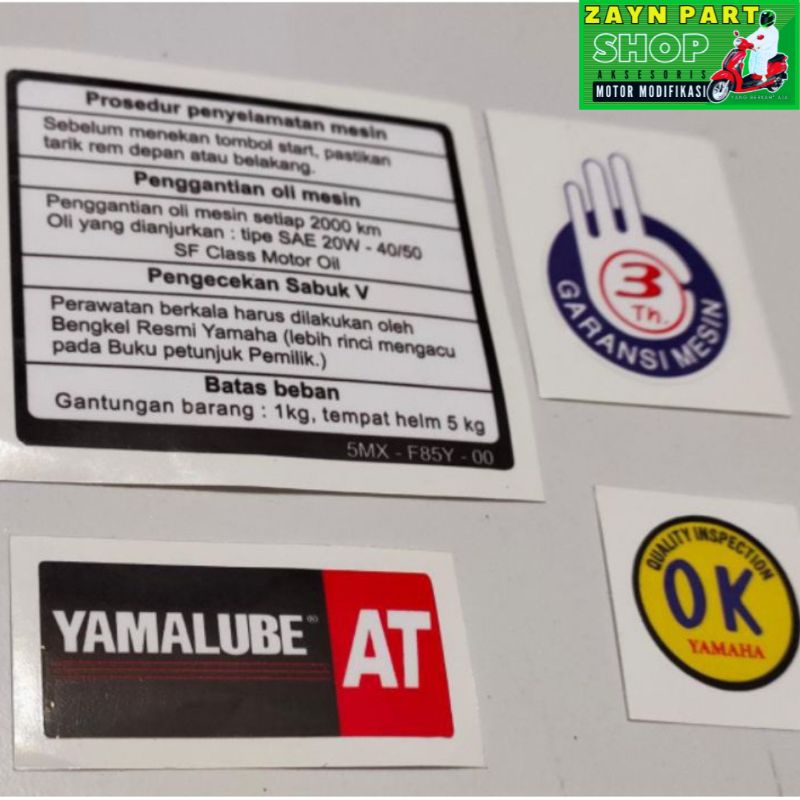 ZAYN PART
SHOP
AKSESORIS
MOTOR MODIFIKASI
Prosedur penyelamatan mesin
Sebelum menekan tombol start, pastikan
tarik rem depan atau belakang.
Penggantian oli mesin
Penggantian oli mesin setiap 2000 km
Oli yang dianjurkan : tipe SAE 20W - 40/50
SF Class Motor Oil
Pengecekan Sabuk V
Perawatan berkala harus dilakukan oleh
Bengkel Resmi Yamaha (lebih rinci mengacu
pada Buku petunjuk Pemilik.)
Batas beban
Gantungan barang : 1kg, tempat helm 5 kg
5MX - F85Y - 00
3
Th.
GARANSI MESIN
YAMALUBE® AT
QUALITY INSPECTION
OK
YAMAHA